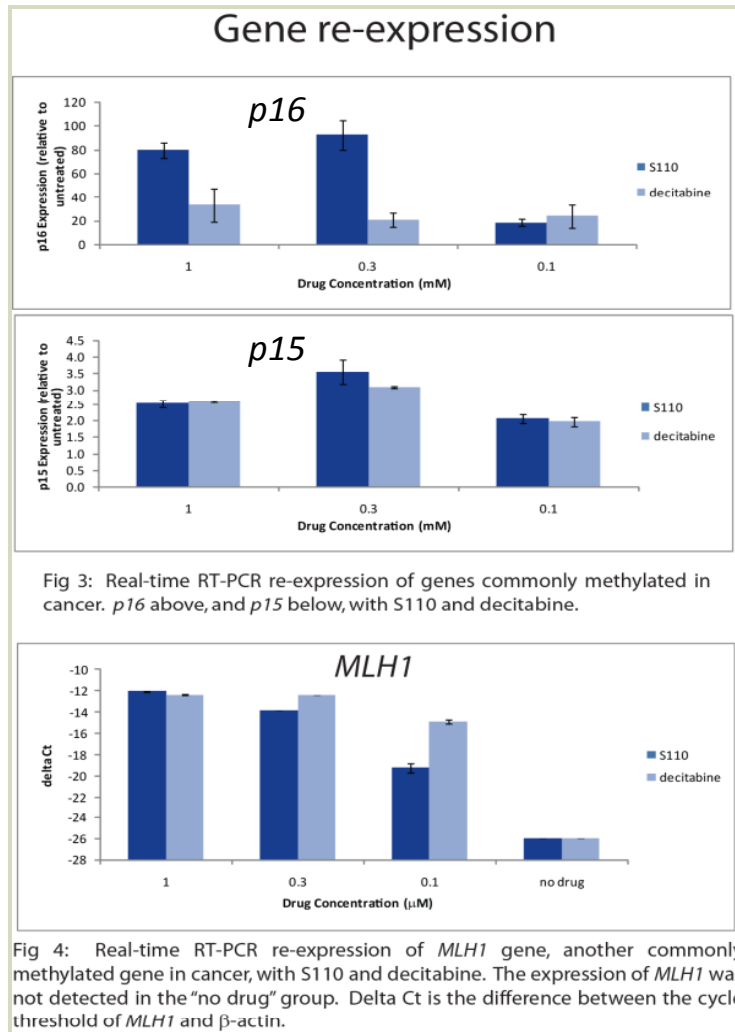 Gene re-expression
p16
p16 Expression (relative to
untreated)
120
100
80
60
40
20
0
1
0.3
0.1
Drug Concentration (mM)
S110
decitabine
p15
p15 Expression (relative to
untreated)
4.5
4.0
3.5
3.0
2.5
2.0
1.5
1.0
0.5
0.0
1
0.3
0.1
Drug Concentration (mM)
S110
decitabine
Fig 3: Real-time RT-PCR re-expression of genes commonly methylated in
cancer. p16 above, and p15 below, with S110 and decitabine.
MLH1
delta Ct
-10
-12
-14
-16
-18
-20
-22
-24
-26
-28
1
0.3
0.1
no drug
Drug Concentration (μM)
S110
decitabine
Fig 4: Real-time RT-PCR re-expression of MLH1 gene, another commonly
methylated gene in cancer, with S110 and decitabine. The expression of MLH1 wa
not detected in the "no drug" group. Delta Ct is the difference between the cycle
threshold of MLH1 and β-actin.